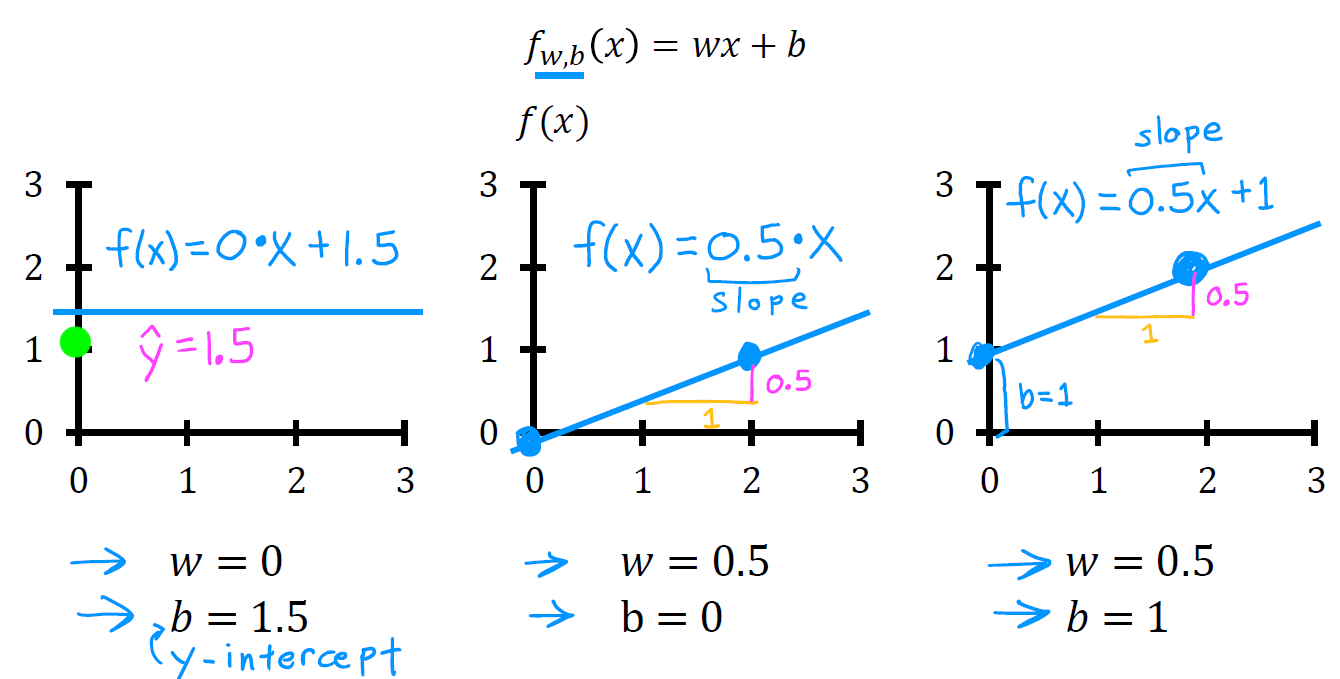 f_{w,b}(x) = wx + b
f(x)
3
2
1
0
0 1 2 3
f(x)=0•x+1.5
ŷ=1.5
→ w = 0
→ b = 1.5
y-intercept
3
2
1
0
0 1 2 3
f(x)=0.5•x
slope
0.5
1
→ w = 0.5
→ b = 0
3
2
1
0
0 1 2 3
slope
f(x)=0.5x+1
0.5
1
b=1
→ w = 0.5
→ b = 1